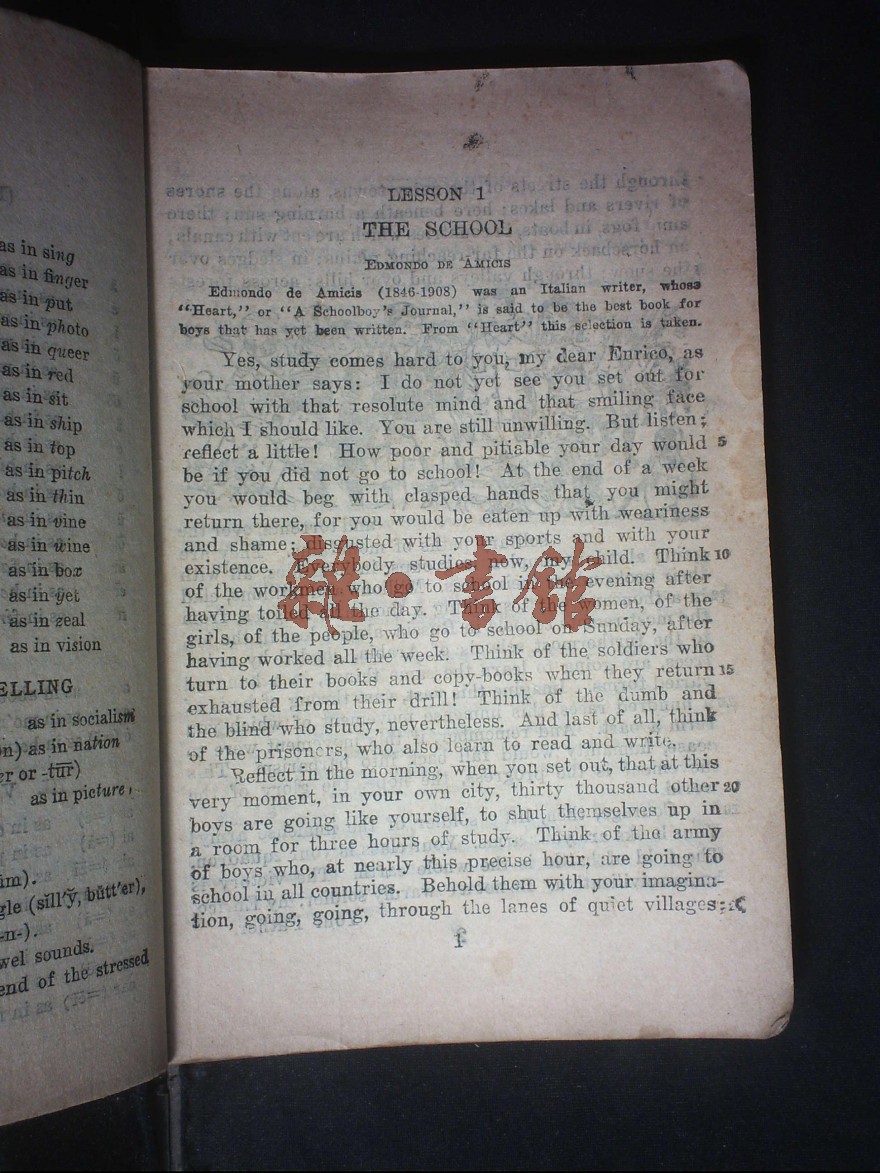 as in sing
as in finger
as in put
as in photo
as in queer
as in red
as in sit
as in ship
as in top
as in pitch
as in thin
as in vine
as in wine
as in box
as in yet
as in zeal
as in vision
ELLING
as in socialism
on) as in nation
er or -tūr)
as in picture,
im).
gle (sĭll'y̆, bŭtt'er),
-n-).
wel sounds.
end of the stressed
LESSON 1
THE SCHOOL
EDMONDO DE AMICIS
Edmondo de Amicis (1846-1908) was an Italian writer, whose
"Heart," or "A Schoolboy's Journal," is said to be the best book for
boys that has yet been written. From "Heart" this selection is taken.
Yes, study comes hard to you, my dear Enrico, as
your mother says: I do not yet see you set out for
school with that resolute mind and that smiling face
which I should like. You are still unwilling. But listen;
reflect a little! How poor and pitiable your day would 5
be if you did not go to school! At the end of a week
you would beg with clasped hands that you might
return there, for you would be eaten up with weariness
and shame; disgusted with your sports and with your
existence. Everybody studies now, my child. Think 10
of the workmen who go to school in the evening after
having toiled all the day. Think of the women, of the
girls, of the people, who go to school on Sunday, after
having worked all the week. Think of the soldiers who
turn to their books and copy-books when they return 15
exhausted from their drill! Think of the dumb and
the blind who study, nevertheless. And last of all, think
of the prisoners, who also learn to read and write.
Reflect in the morning, when you set out, that at this
very moment, in your own city, thirty thousand other 20
boys are going like yourself, to shut themselves up in
a room for three hours of study. Think of the army
of boys who, at nearly this precise hour, are going to
school in all countries. Behold them with your imagina-
tion, going, going, through the lanes of quiet villages;
雜·書館